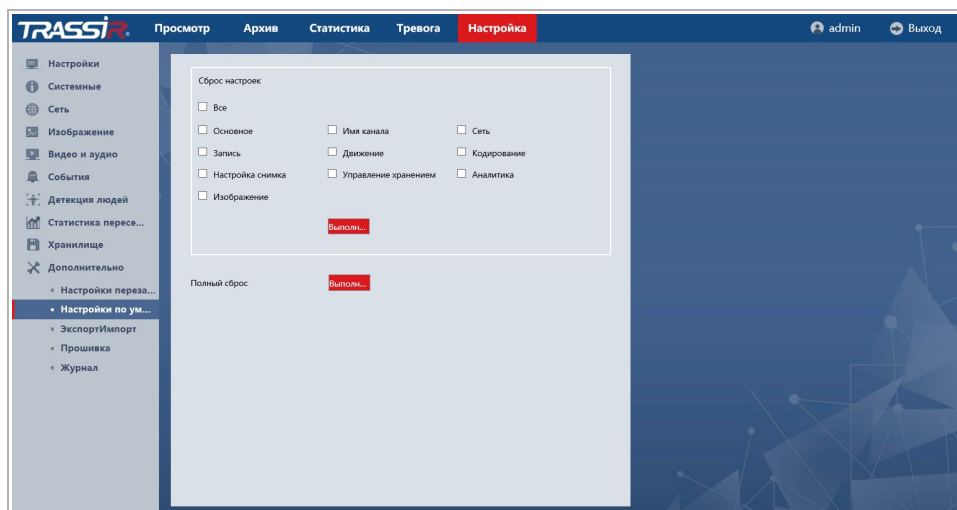 TRASSIR. Просмотр Архив Статистика Тревога Настройка admin Выход
Настройки
Системные
Сеть
Изображение
Видео и аудио
События
Детекция людей
Статистика пересе...
Хранилище
Дополнительно
Настройки переза...
Настройки по ум...
ЭкспортИмпорт
Прошивка
Журнал
Сброс настроек
Все
Основное Имя канала Сеть
Запись Движение Кодирование
Настройка снимка Управление хранением Аналитика
Изображение
Выполн...
Полный сброс Выполн...